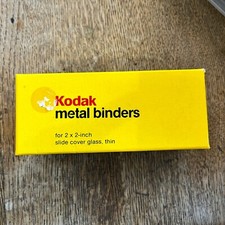 Kodak
metal binders
for 2 x 2-inch
slide cover glass, thin